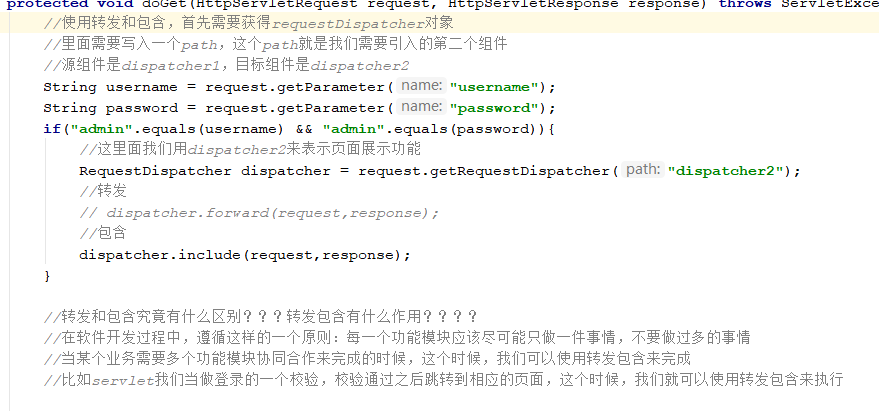 protected void doGet(HttpServletRequest request, HttpServletResponse response) throws ServletExce
//使用转发和包含，首先需要获得requestDispatcher对象
//里面需要写入一个path，这个path就是我们需要引入的第二个组件
//源组件是dispatcher1，目标组件是dispatcher2
String username = request.getParameter( name: "username");
String password = request.getParameter( name: "password");
if("admin".equals(username) && "admin".equals(password)){
//这里面我们用dispatcher2来表示页面展示功能
RequestDispatcher dispatcher = request.getRequestDispatcher( path: "dispatcher2");
//转发
// dispatcher.forward(request,response);
//包含
dispatcher.include(request,response);
}
//转发和包含究竟有什么区别？？？转发包含有什么作用？？？？
//在软件开发过程中，遵循这样的一个原则：每一个功能模块应该尽可能只做一件事情，不要做过多的事情
//当某个业务需要多个功能模块协同合作来完成的时候，这个时候，我们可以使用转发包含来完成
//比如servlet我们当做登录的一个校验，校验通过之后跳转到相应的页面，这个时候，我们就可以使用转发包含来执行